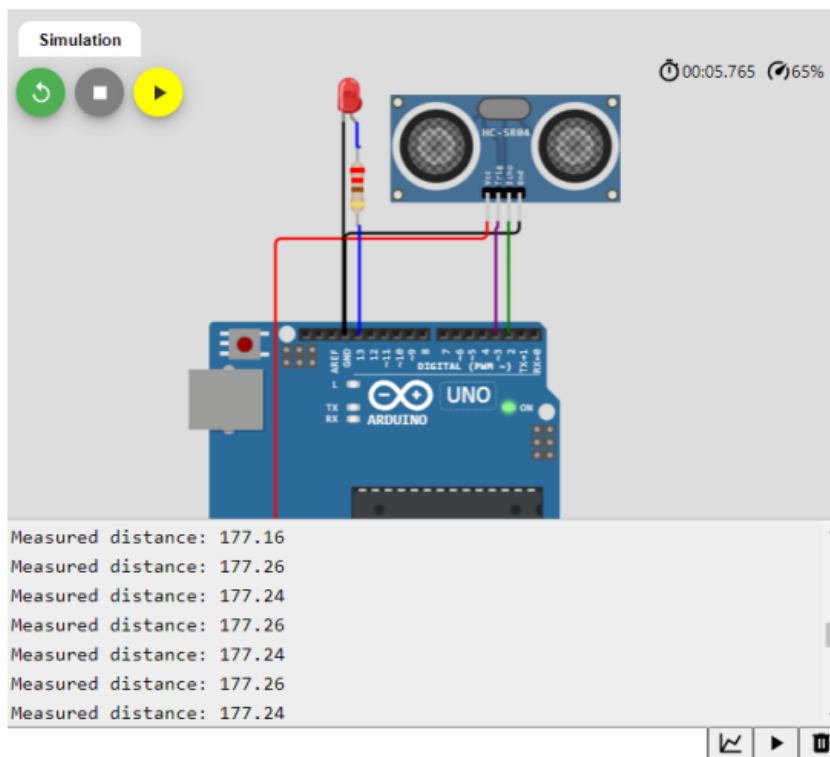 Simulation
00:05.765 65%
HC-SR04
Vcc
Trig
Echo
Gnd
AREF
GND
13
12
~11
~10
~9
8
7
~6
~5
4
~3
2
TX→1
RX←0
DIGITAL (PWM ~)
L
TX
RX
ARDUINO
UNO
ON
Measured distance: 177.16
Measured distance: 177.26
Measured distance: 177.24
Measured distance: 177.26
Measured distance: 177.24
Measured distance: 177.26
Measured distance: 177.24